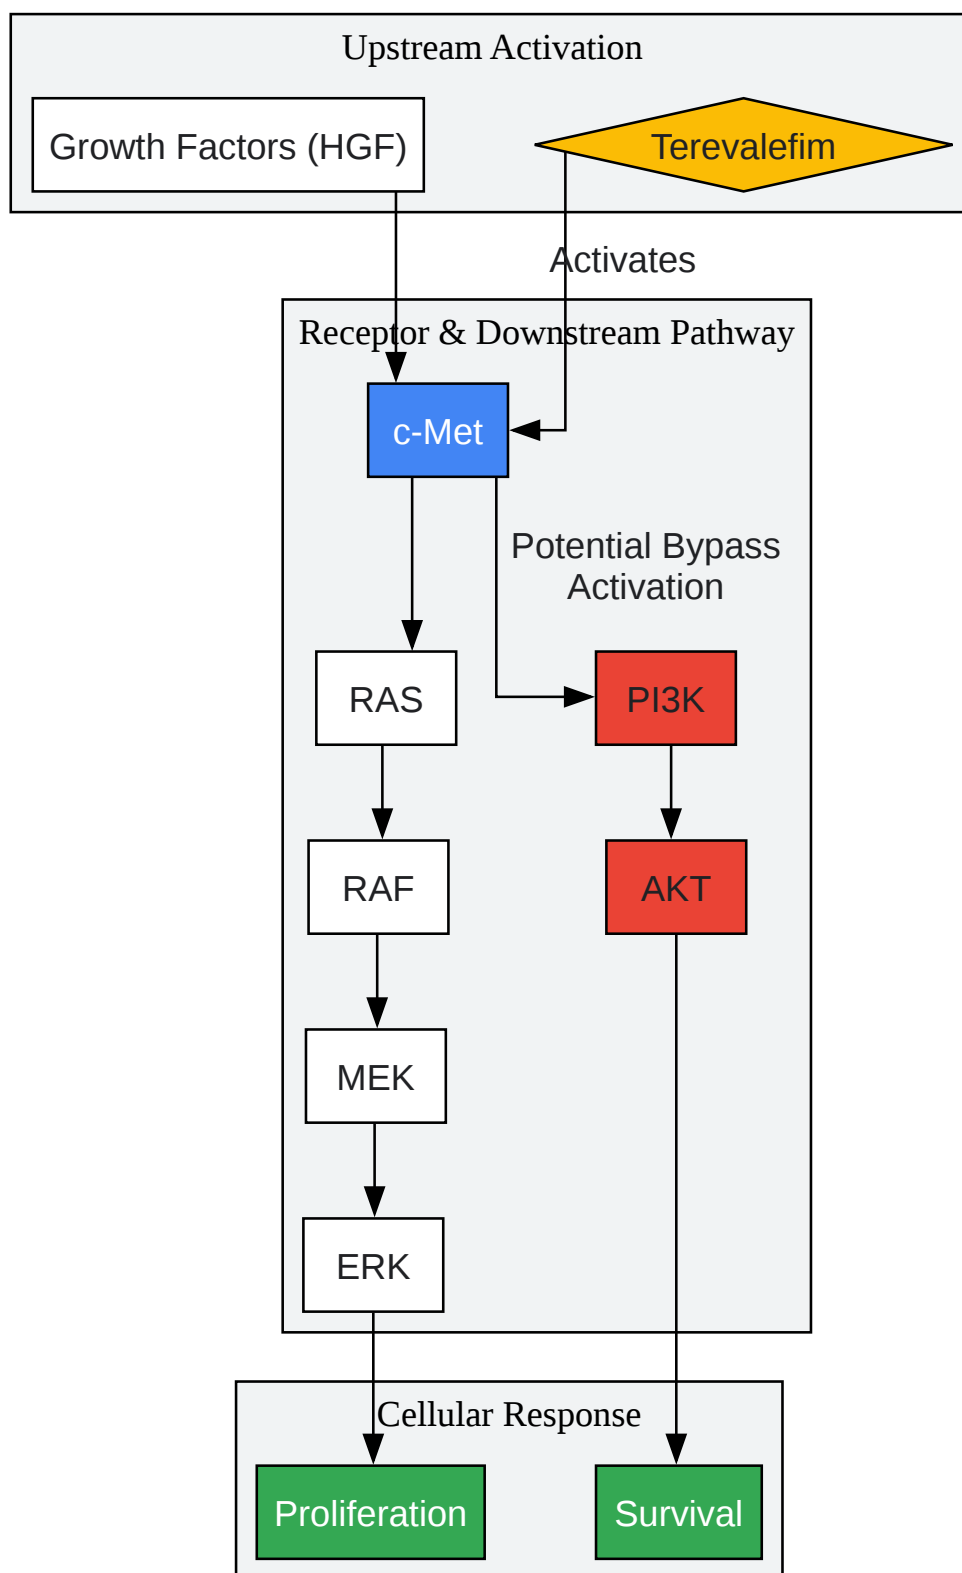 Upstream Activation
Growth Factors (HGF)
Terevalefim
Activates
Receptor & Downstream Pathway
c-Met
Potential Bypass
Activation
RAS
PI3K
RAF
AKT
MEK
ERK
Cellular Response
Proliferation
Survival